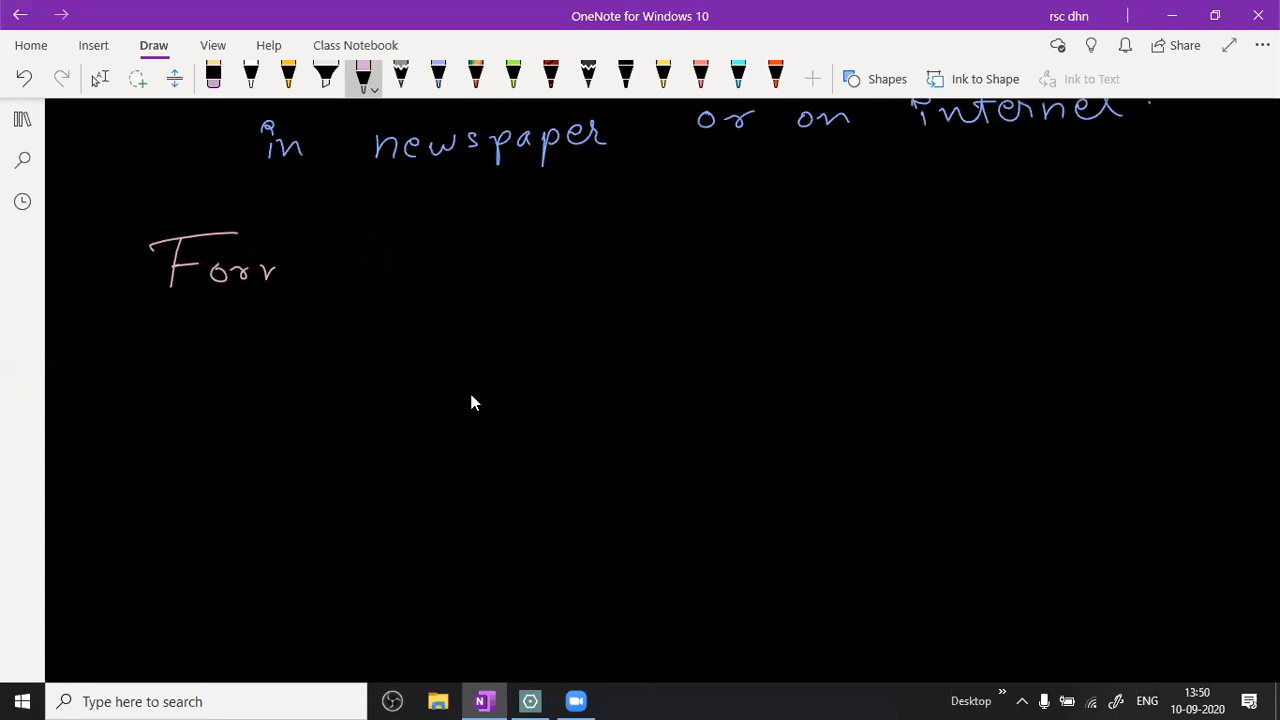 OneNote for Windows 10
rsc dhn
Home Insert Draw View Help Class Notebook
Share
Shapes Ink to Shape Ink to Text
in newspaper or on internet.
Forr
Type here to search
Desktop
ENG
13:50
10-09-2020